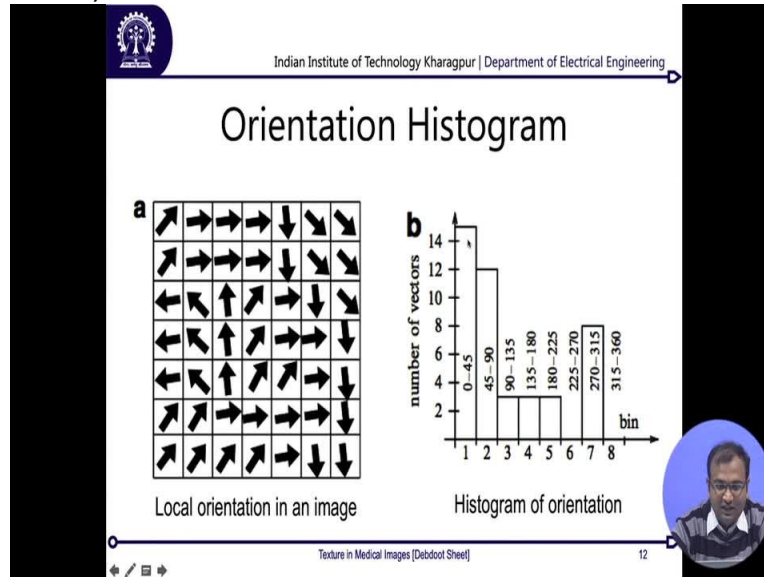 Indian Institute of Technology Kharagpur | Department of Electrical Engineering
Orientation Histogram
a
b
number of vectors
14
12
10
8
6
4
2
0-45
45-90
90-135
135-180
180-225
225-270
270-315
315-360
bin
1 2 3 4 5 6 7 8
Local orientation in an image
Histogram of orientation
Texture in Medical Images [Debdoot Sheet]
12